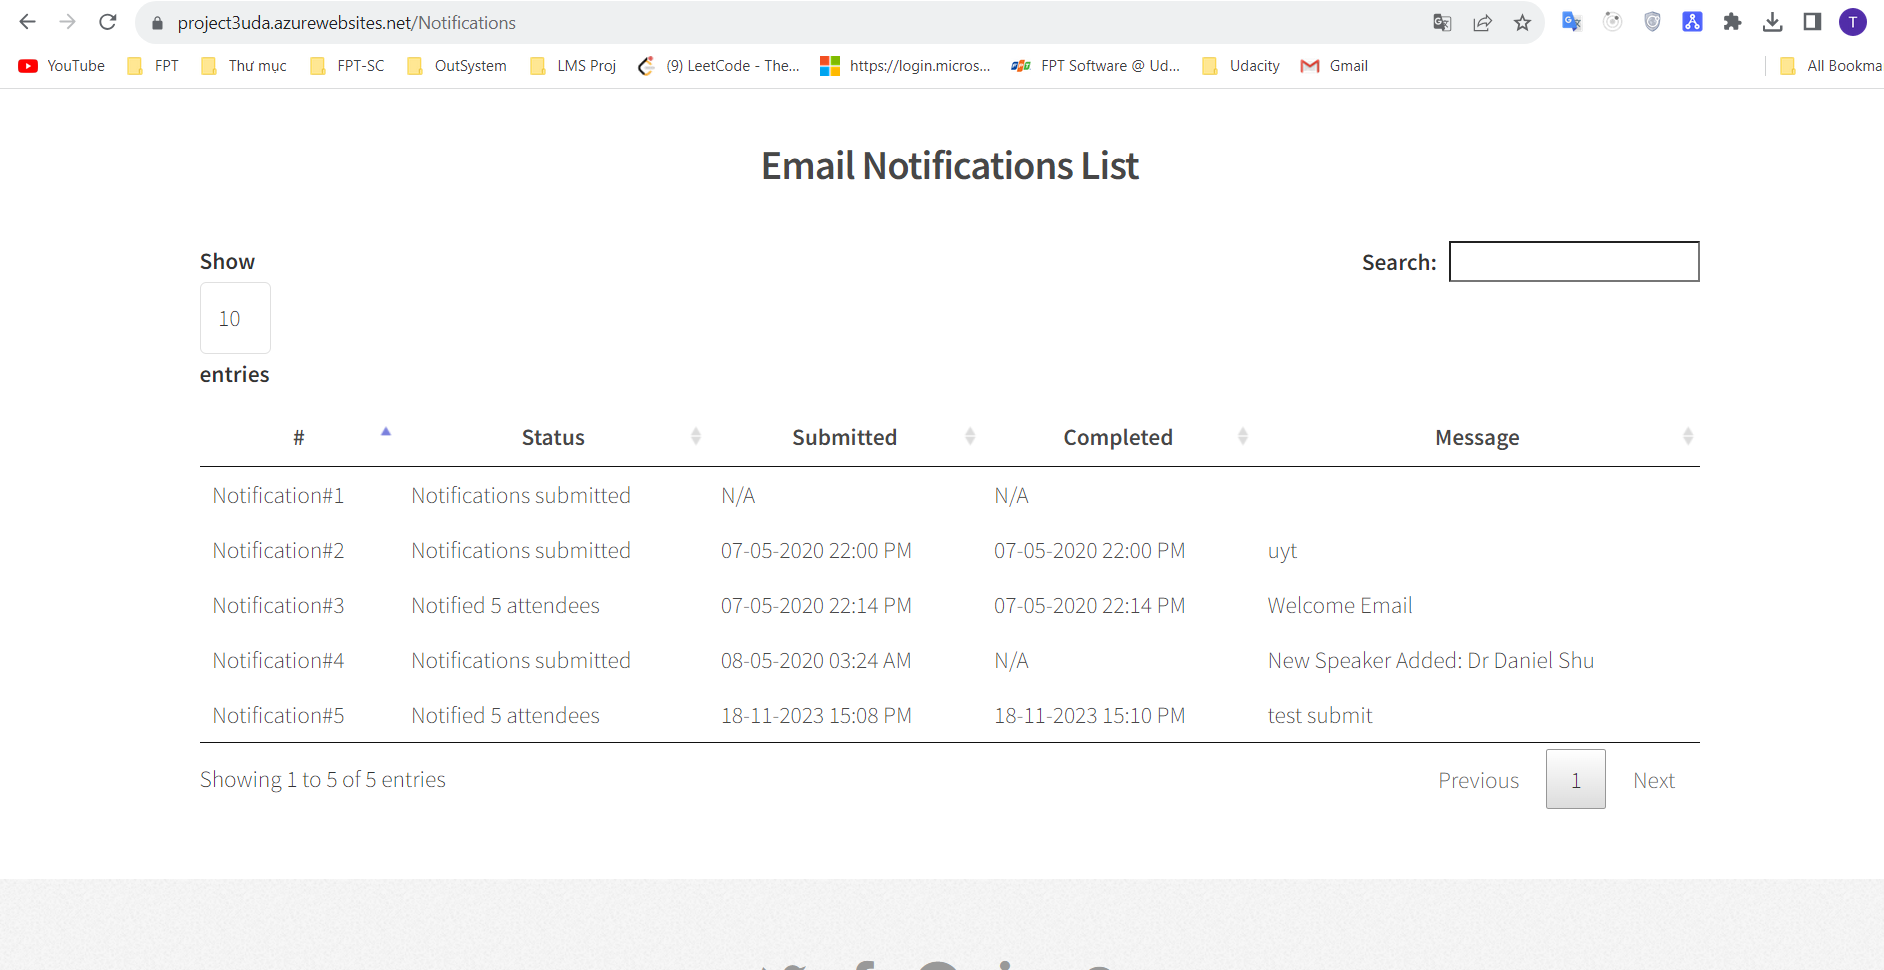 project3uda.azurewebsites.net/Notifications
T
YouTube FPT Thư mục FPT-SC OutSystem LMS Proj (9) LeetCode - The... https://login.micros... FPT Software @ Ud... Udacity Gmail All Bookma
Email Notifications List
Show
10
entries
Search:
# Status Submitted Completed Message
Notification#1 Notifications submitted N/A N/A
Notification#2 Notifications submitted 07-05-2020 22:00 PM 07-05-2020 22:00 PM uyt
Notification#3 Notified 5 attendees 07-05-2020 22:14 PM 07-05-2020 22:14 PM Welcome Email
Notification#4 Notifications submitted 08-05-2020 03:24 AM N/A New Speaker Added: Dr Daniel Shu
Notification#5 Notified 5 attendees 18-11-2023 15:08 PM 18-11-2023 15:10 PM test submit
Showing 1 to 5 of 5 entries
Previous 1 Next